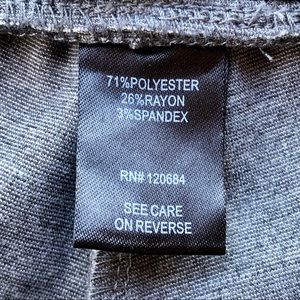 71%POLYESTER
26%RAYON
3%SPANDEX
RN# 120684
SEE CARE
ON REVERSE